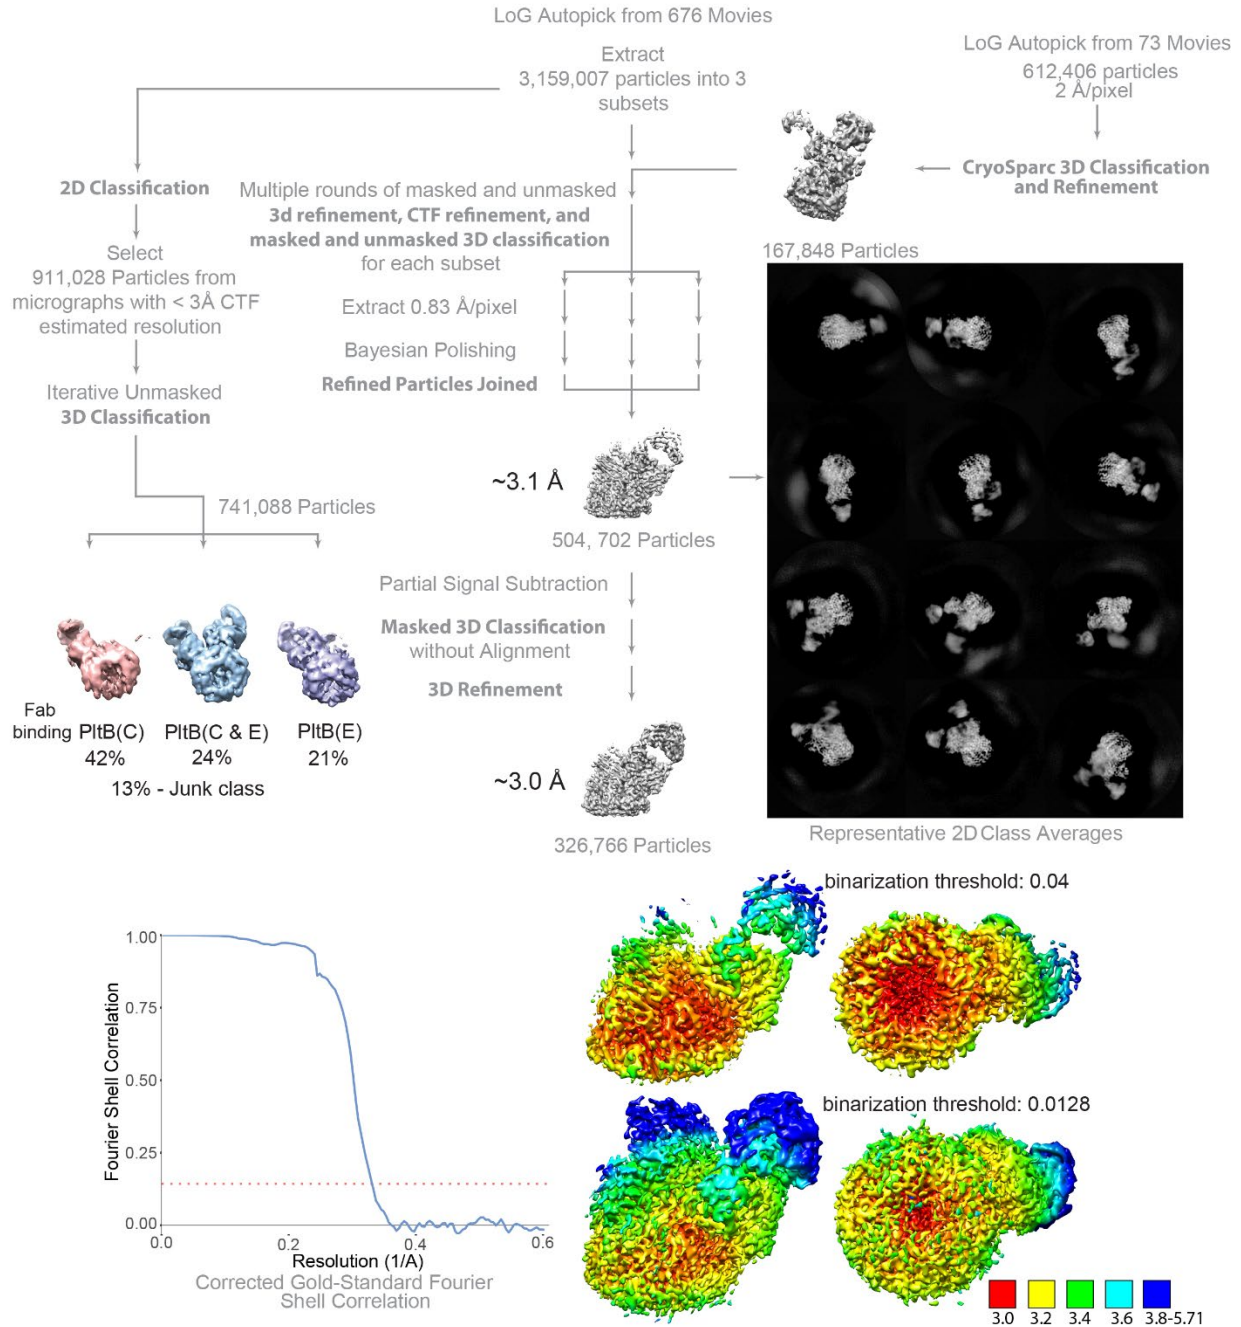 LoG Autopick from 676 Movies
Extract
3,159,007 particles into 3
subsets
LoG Autopick from 73 Movies
612,406 particles
2 Å/pixel
CryoSparc 3D Classification
and Refinement
167,848 Particles
2D Classification
Select
911,028 Particles from
micrographs with < 3Å CTF
estimated resolution
Iterative Unmasked
3D Classification
741,088 Particles
Multiple rounds of masked and unmasked
3d refinement, CTF refinement, and
masked and unmasked 3D classification
for each subset
Extract 0.83 Å/pixel
Bayesian Polishing
Refined Particles Joined
~3.1 Å
504, 702 Particles
Partial Signal Subtraction
Masked 3D Classification
without Alignment
3D Refinement
~3.0 Å
326,766 Particles
Fab
binding
PltB(C)
42%
PltB(C & E)
24%
PltB(E)
21%
13% - Junk class
Representative 2D Class Averages
Fourier Shell Correlation
1.00
0.75
0.50
0.25
0.00
0.0
0.2
0.4
0.6
Resolution (1/A)
Corrected Gold-Standard Fourier
Shell Correlation
binarization threshold: 0.04
binarization threshold: 0.0128
3.0
3.2
3.4
3.6
3.8-5.71